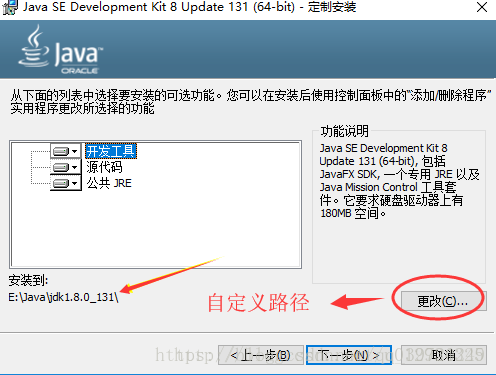 Java SE Development Kit 8 Update 131 (64-bit) - 定制安装
Java
ORACLE
从下面的列表中选择要安装的可选功能。您可以在安装后使用控制面板中的“添加/删除程序”
实用程序更改所选择的功能
开发工具
源代码
公共 JRE
功能说明
Java SE Development Kit 8
Update 131 (64-bit), 包括
JavaFX SDK, 一个专用 JRE 以及
Java Mission Control 工具套
件。它要求硬盘驱动器上有
180MB 空间。
安装到:
E:\Java\jdk1.8.0_131\
自定义路径
更改(C)...
< 上一步(B)
下一步(N) >
取消